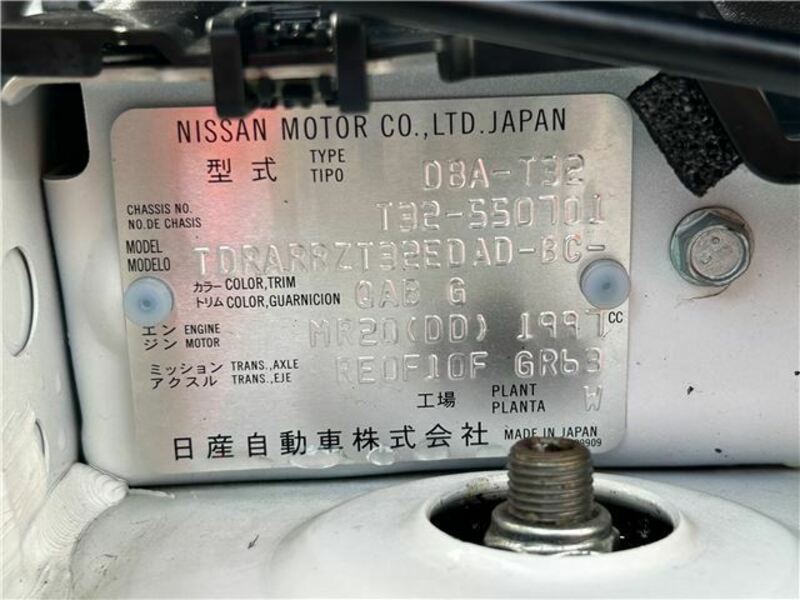 NISSAN MOTOR CO.,LTD.JAPAN
型式 TYPE TIPO DBA-T32
CHASSIS NO. NO.DE CHASIS T32-550701
MODEL MODELO TDRARRZT32EDAD-BC-
カラー COLOR,TRIM トリム COLOR,GUARNICION QAB G
エンジン ENGINE MOTOR MR20(DD) 1997 CC
ミッション TRANS.,AXLE アクスル TRANS.,EJE RE0F10F GR63
工場 PLANT PLANTA W
日産自動車株式会社 MADE IN JAPAN